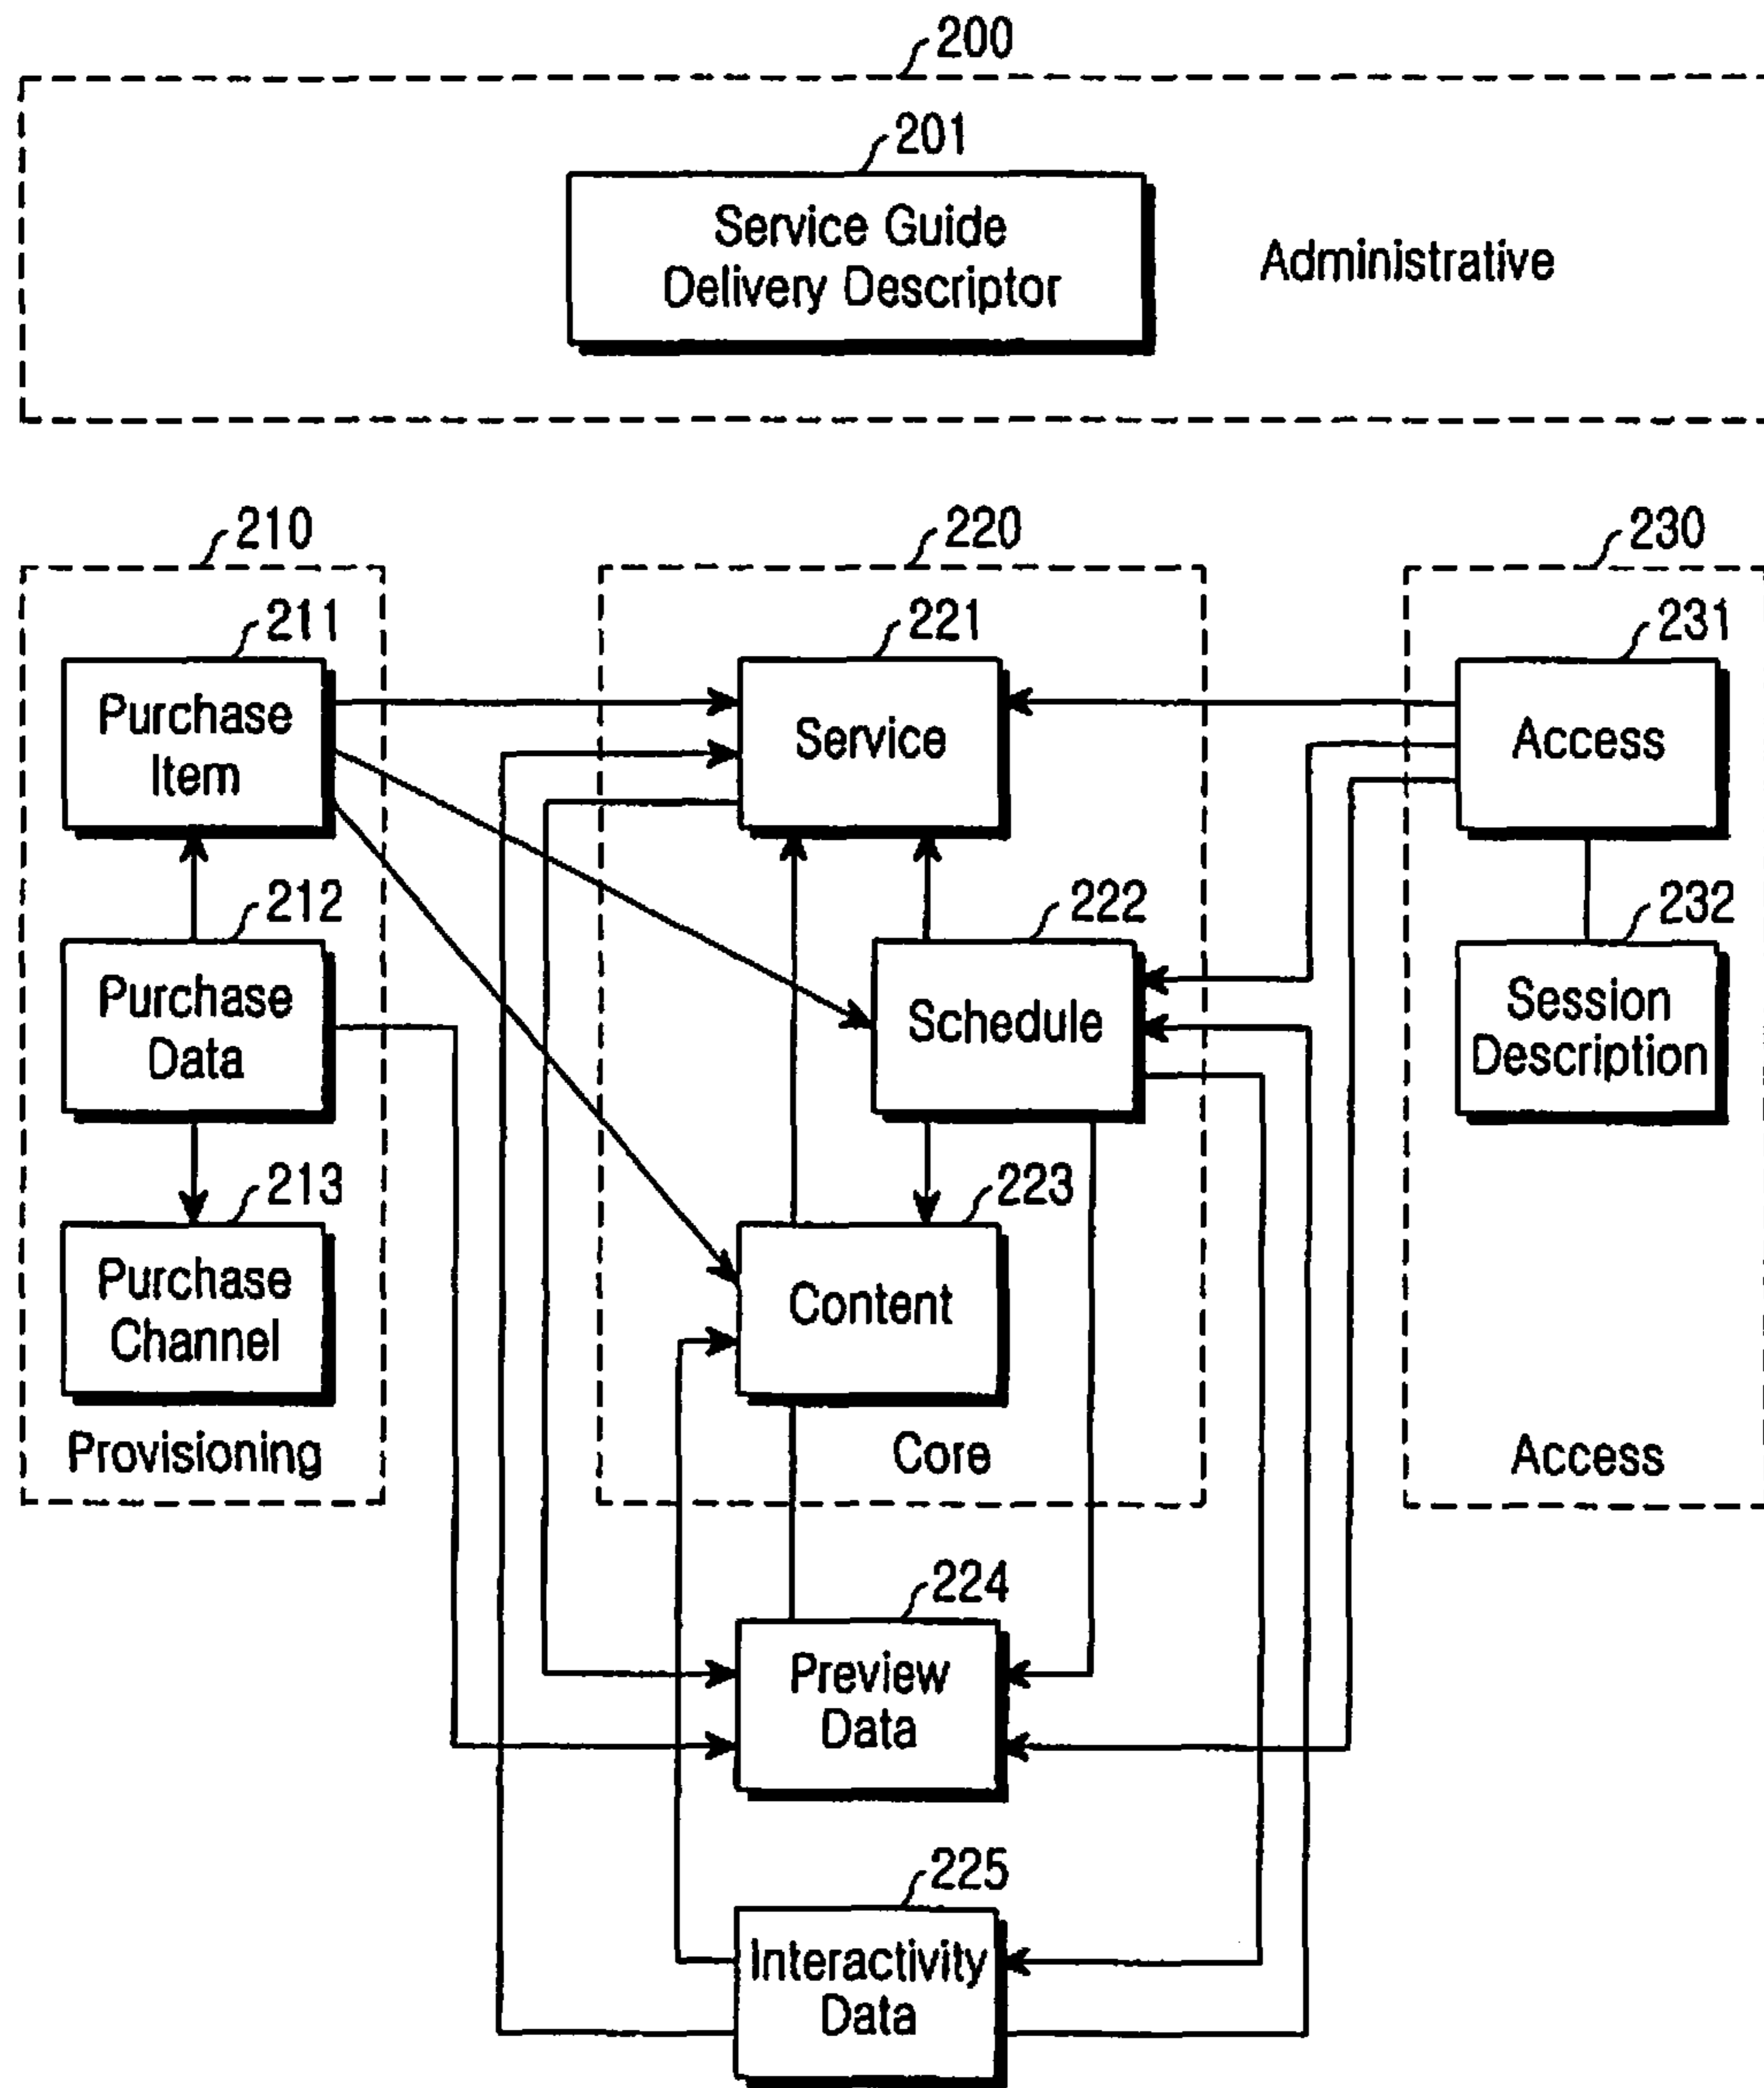 200
201
Service Guide
Delivery Descriptor
Administrative
210
220
230
211
221
231
Purchase
Item
Service
Access
212
222
232
Purchase
Data
Schedule
Session
Description
213
223
Purchase
Channel
Content
Provisioning
Core
Access
224
Preview
Data
225
Interactivity
Data